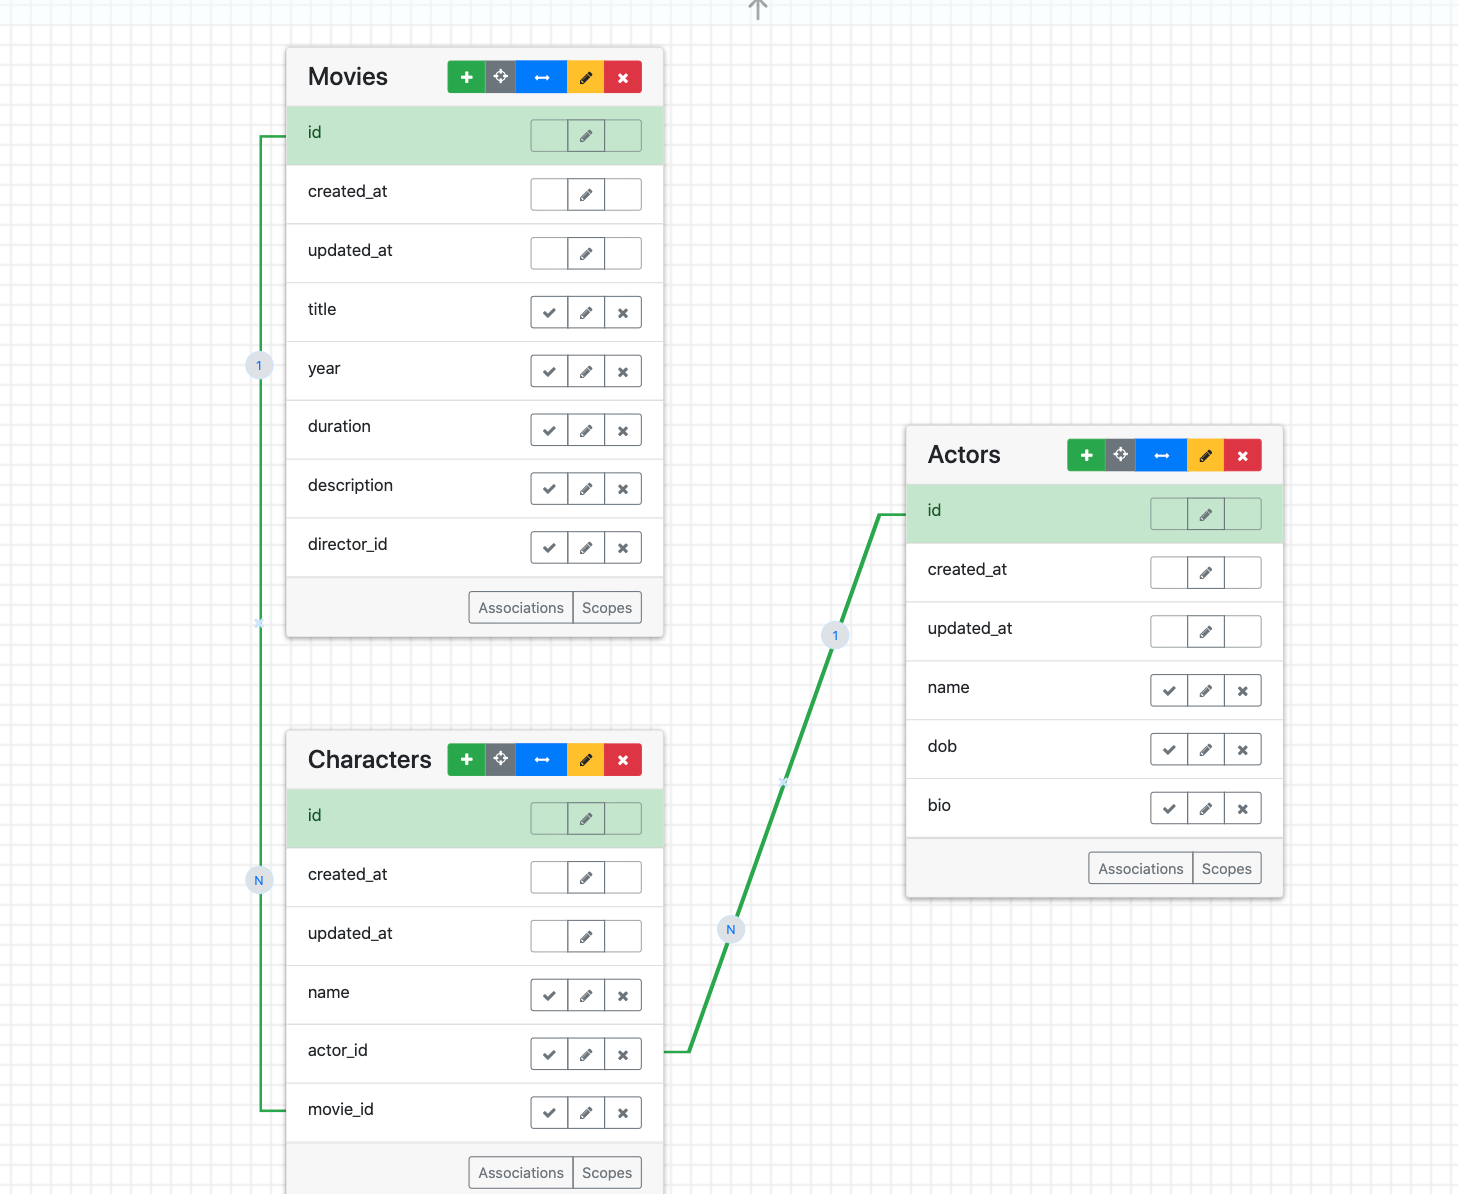 Movies
id
created_at
updated_at
title
year
duration
description
director_id
Associations Scopes
1
N
Characters
id
created_at
updated_at
name
actor_id
movie_id
Associations Scopes
1
N
Actors
id
created_at
updated_at
name
dob
bio
Associations Scopes